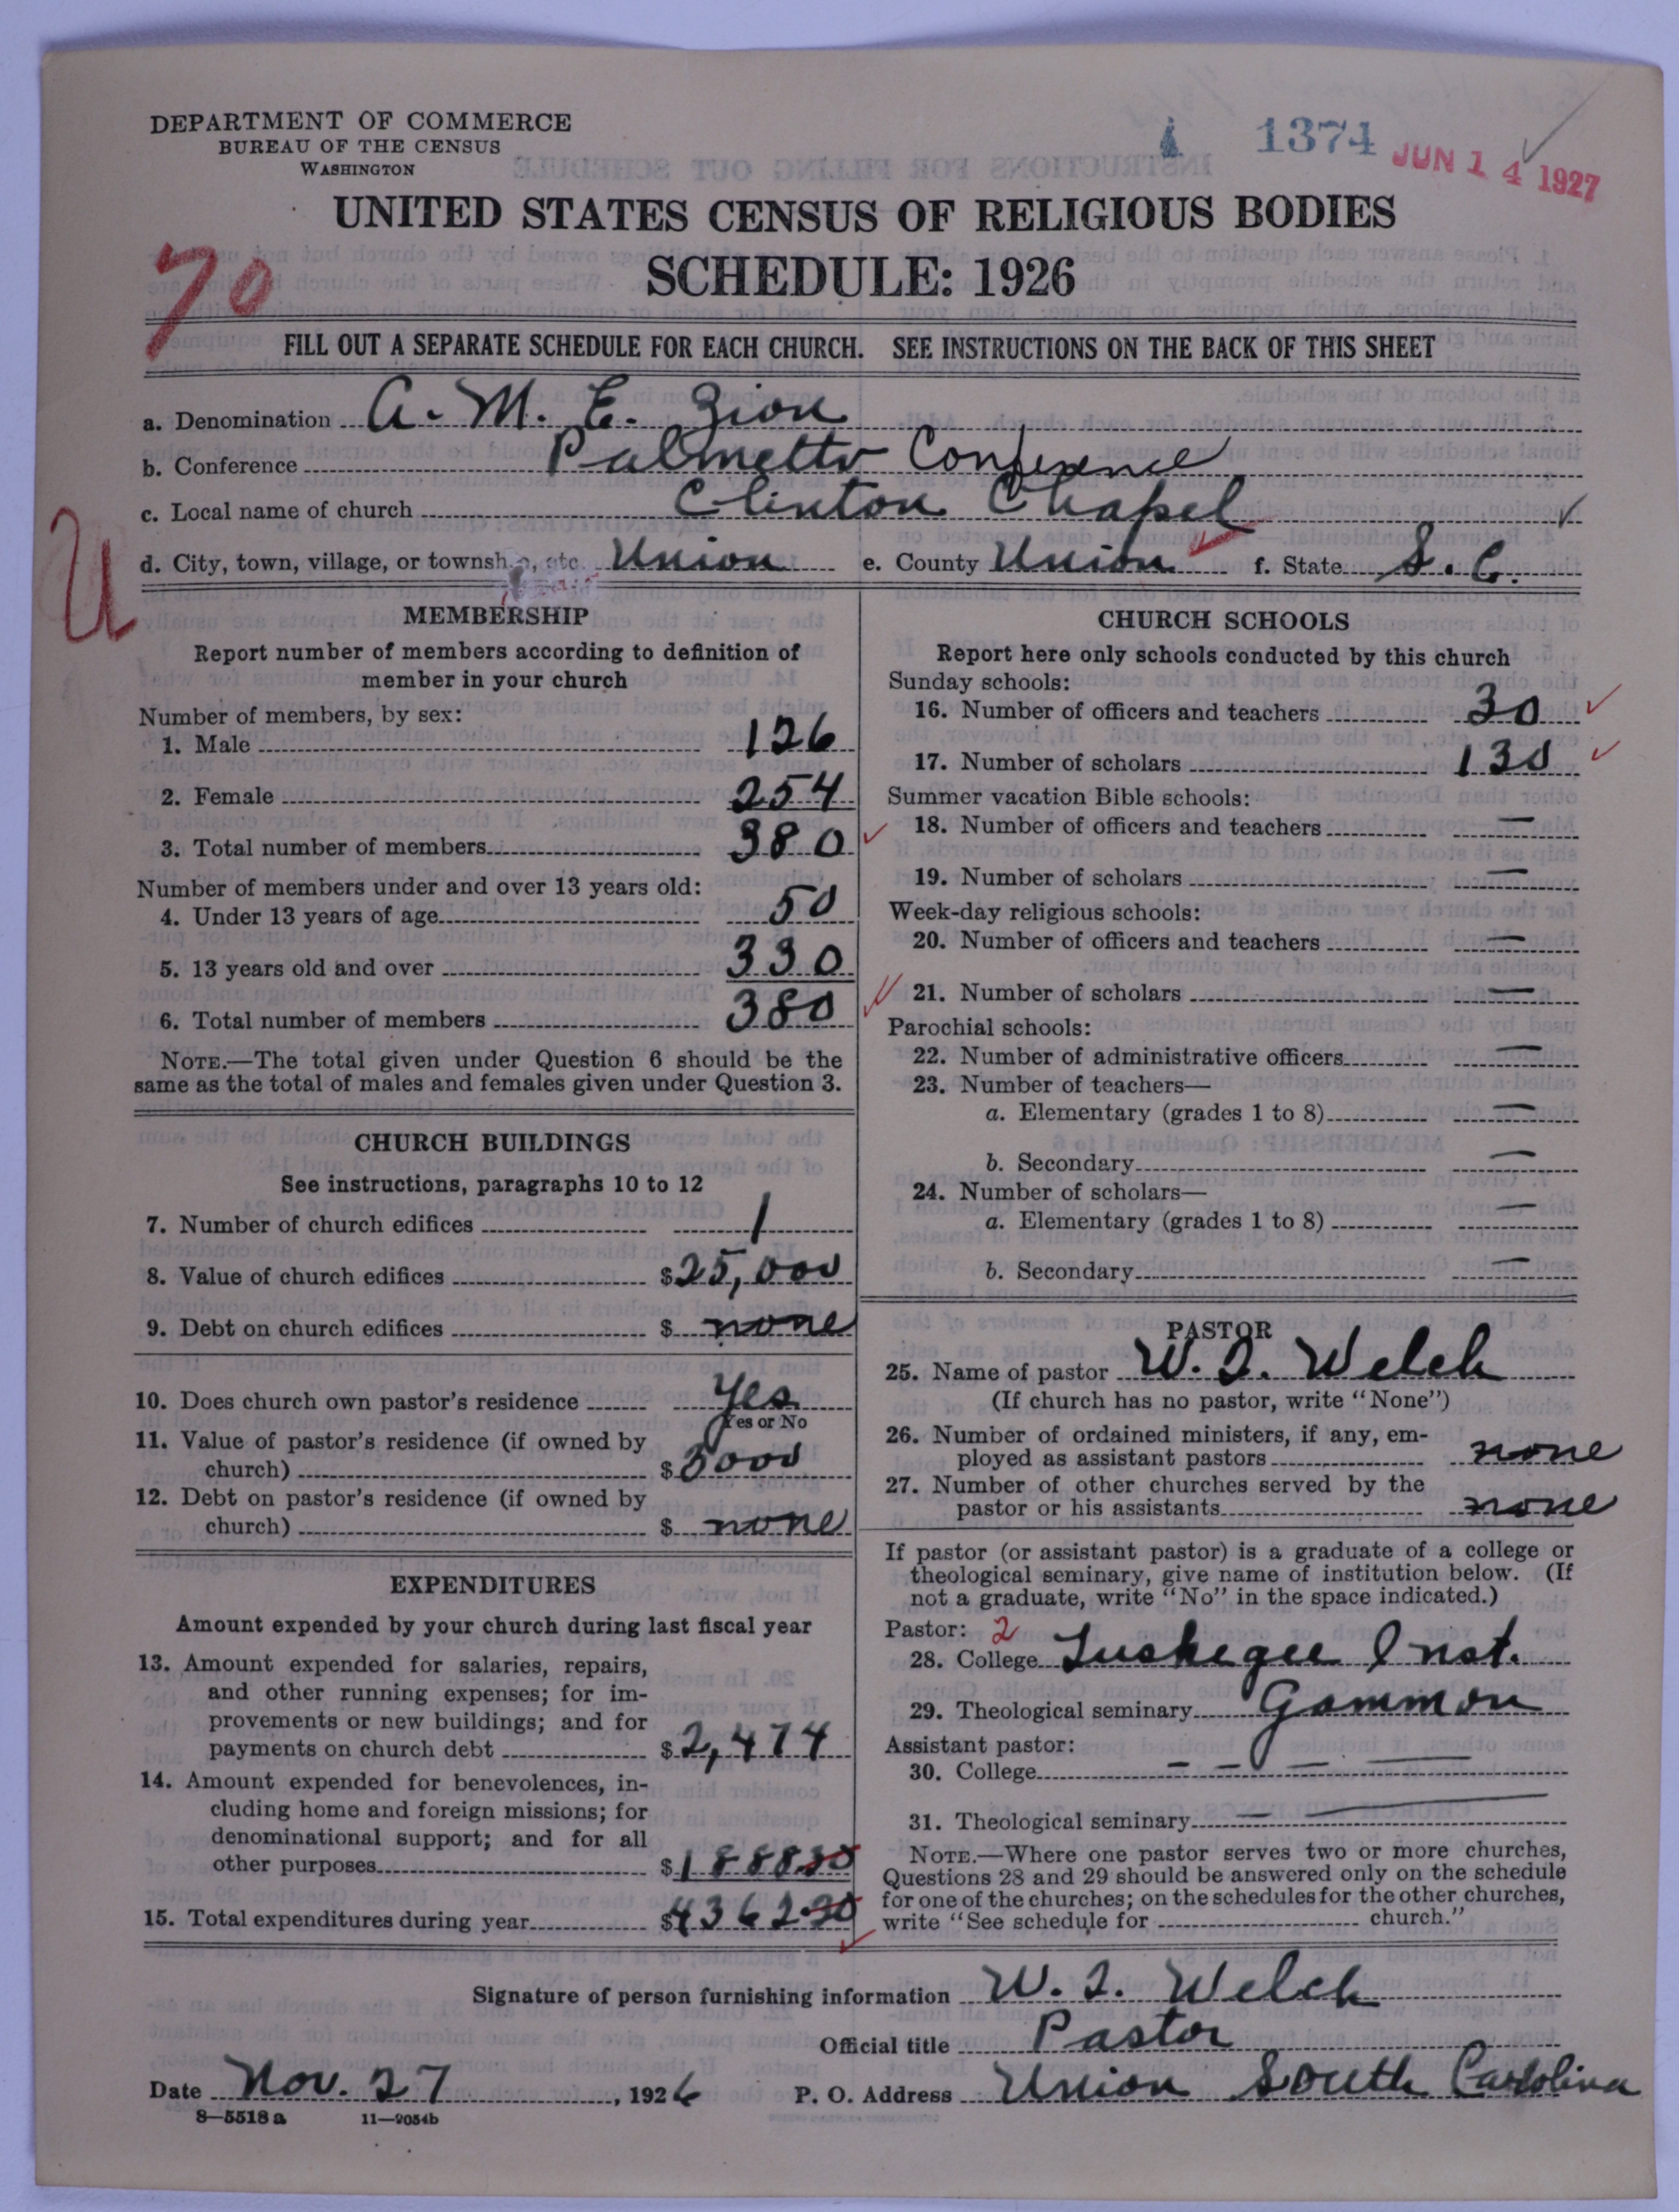 DEPARTMENT OF COMMERCE
BUREAU OF THE CENSUS
WASHINGTON
1374
JUN 14 1927
UNITED STATES CENSUS OF RELIGIOUS BODIES
SCHEDULE: 1926
70
FILL OUT A SEPARATE SCHEDULE FOR EACH CHURCH. SEE INSTRUCTIONS ON THE BACK OF THIS SHEET
a. Denomination A. M. E. Zion
b. Conference Palmetto Conference
c. Local name of church Clinton Chapel
d. City, town, village, or township, etc. Union e. County Union f. State S. C.
U
MEMBERSHIP
Report number of members according to definition of
member in your church
Number of members, by sex:
1. Male 126
2. Female 254
3. Total number of members 380
Number of members under and over 13 years old:
4. Under 13 years of age 50
5. 13 years old and over 330
6. Total number of members 380
NOTE.—The total given under Question 6 should be the
same as the total of males and females given under Question 3.
CHURCH BUILDINGS
See instructions, paragraphs 10 to 12
7. Number of church edifices 1
8. Value of church edifices $25,000
9. Debt on church edifices $ none
10. Does church own pastor's residence Yes
Yes or No
11. Value of pastor's residence (if owned by
church) $3000
12. Debt on pastor's residence (if owned by
church) $ none
EXPENDITURES
Amount expended by your church during last fiscal year
13. Amount expended for salaries, repairs,
and other running expenses; for im-
provements or new buildings; and for
payments on church debt $2,474
14. Amount expended for benevolences, in-
cluding home and foreign missions; for
denominational support; and for all
other purposes $1888.30
15. Total expenditures during year $4362.30
CHURCH SCHOOLS
Report here only schools conducted by this church
Sunday schools:
16. Number of officers and teachers 30
17. Number of scholars 130
Summer vacation Bible schools:
18. Number of officers and teachers —
19. Number of scholars —
Week-day religious schools:
20. Number of officers and teachers —
21. Number of scholars —
Parochial schools:
22. Number of administrative officers —
23. Number of teachers—
a. Elementary (grades 1 to 8) —
b. Secondary —
24. Number of scholars—
a. Elementary (grades 1 to 8) —
b. Secondary —
PASTOR
25. Name of pastor W. I. Welch
(If church has no pastor, write "None")
26. Number of ordained ministers, if any, em-
ployed as assistant pastors none
27. Number of other churches served by the
pastor or his assistants none
If pastor (or assistant pastor) is a graduate of a college or
theological seminary, give name of institution below. (If
not a graduate, write "No" in the space indicated.)
Pastor: 2
28. College Tuskegee Inst.
29. Theological seminary Gammon
Assistant pastor:
30. College — — — —
31. Theological seminary — —
NOTE.—Where one pastor serves two or more churches,
Questions 28 and 29 should be answered only on the schedule
for one of the churches; on the schedules for the other churches,
write "See schedule for church."
Signature of person furnishing information W. I. Welch
Official title Pastor
Date Nov. 27, 1926 P. O. Address Union South Carolina
8—5518 a 11—9054b